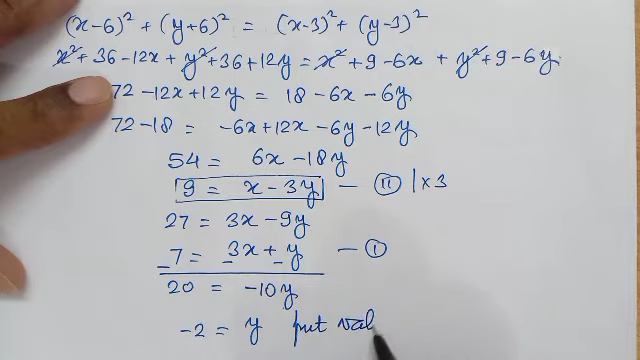 (x-6)² + (y+6)² = (x-3)² + (y-3)²
x² + 36 - 12x + y² + 36 + 12y = x² + 9 - 6x + y² + 9 - 6y
72 - 12x + 12y = 18 - 6x - 6y
72 - 18 = -6x + 12x - 6y - 12y
54 = 6x - 18y
9 = x - 3y — (II) | × 3
27 = 3x - 9y
7 = 3x + y — (I)
- - -
20 = -10y
-2 = y put val